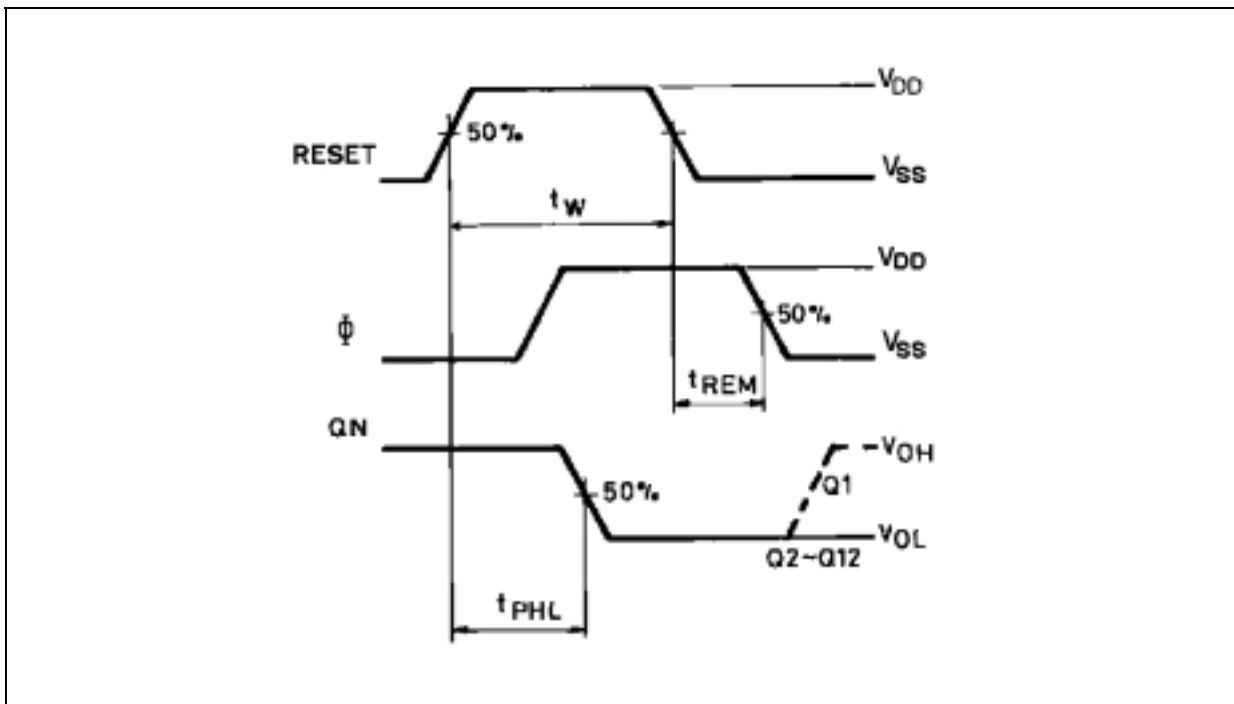 VDD
50%
RESET
VSS
tW
VDD
50%
Φ
VSS
tREM
QN
VOH
Q1
50%
VOL
Q2~Q12
tPHL